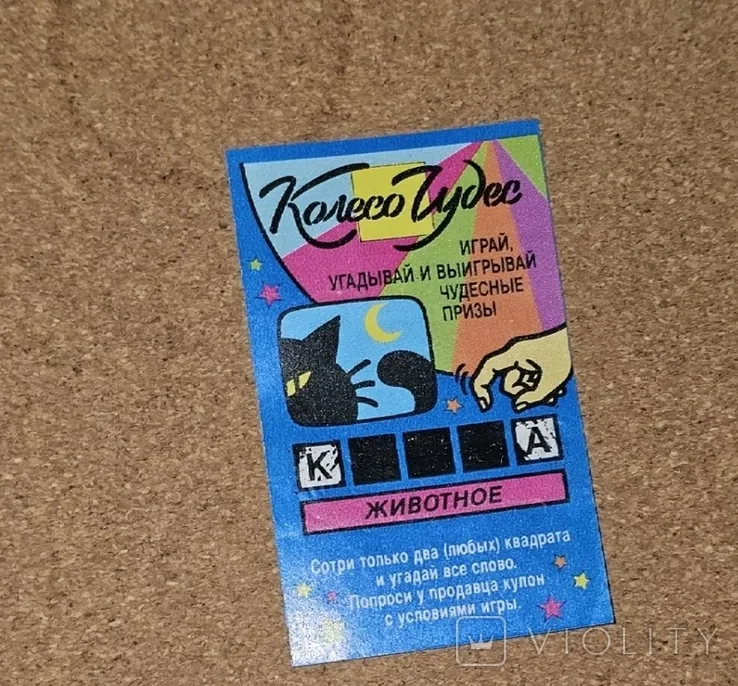 Колесо Чудес
ИГРАЙ,
УГАДЫВАЙ И ВЫИГРЫВАЙ
ЧУДЕСНЫЕ
ПРИЗЫ
К А
ЖИВОТНОЕ
Сотри только два (любых) квадрата
и угадай все слово.
Попроси у продавца купон
с условиями игры.
VIOLITY